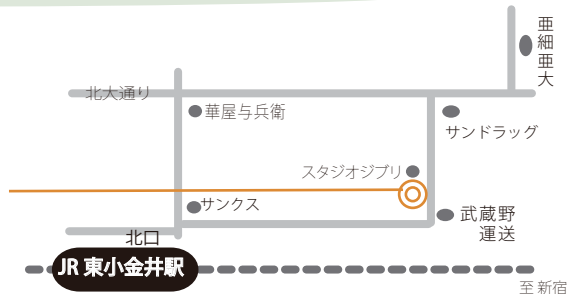 亜細亜大
北大通り
華屋与兵衛
サンドラッグ
スタジオジブリ
サンクス
武蔵野
運送
北口
JR 東小金井駅
至 新宿